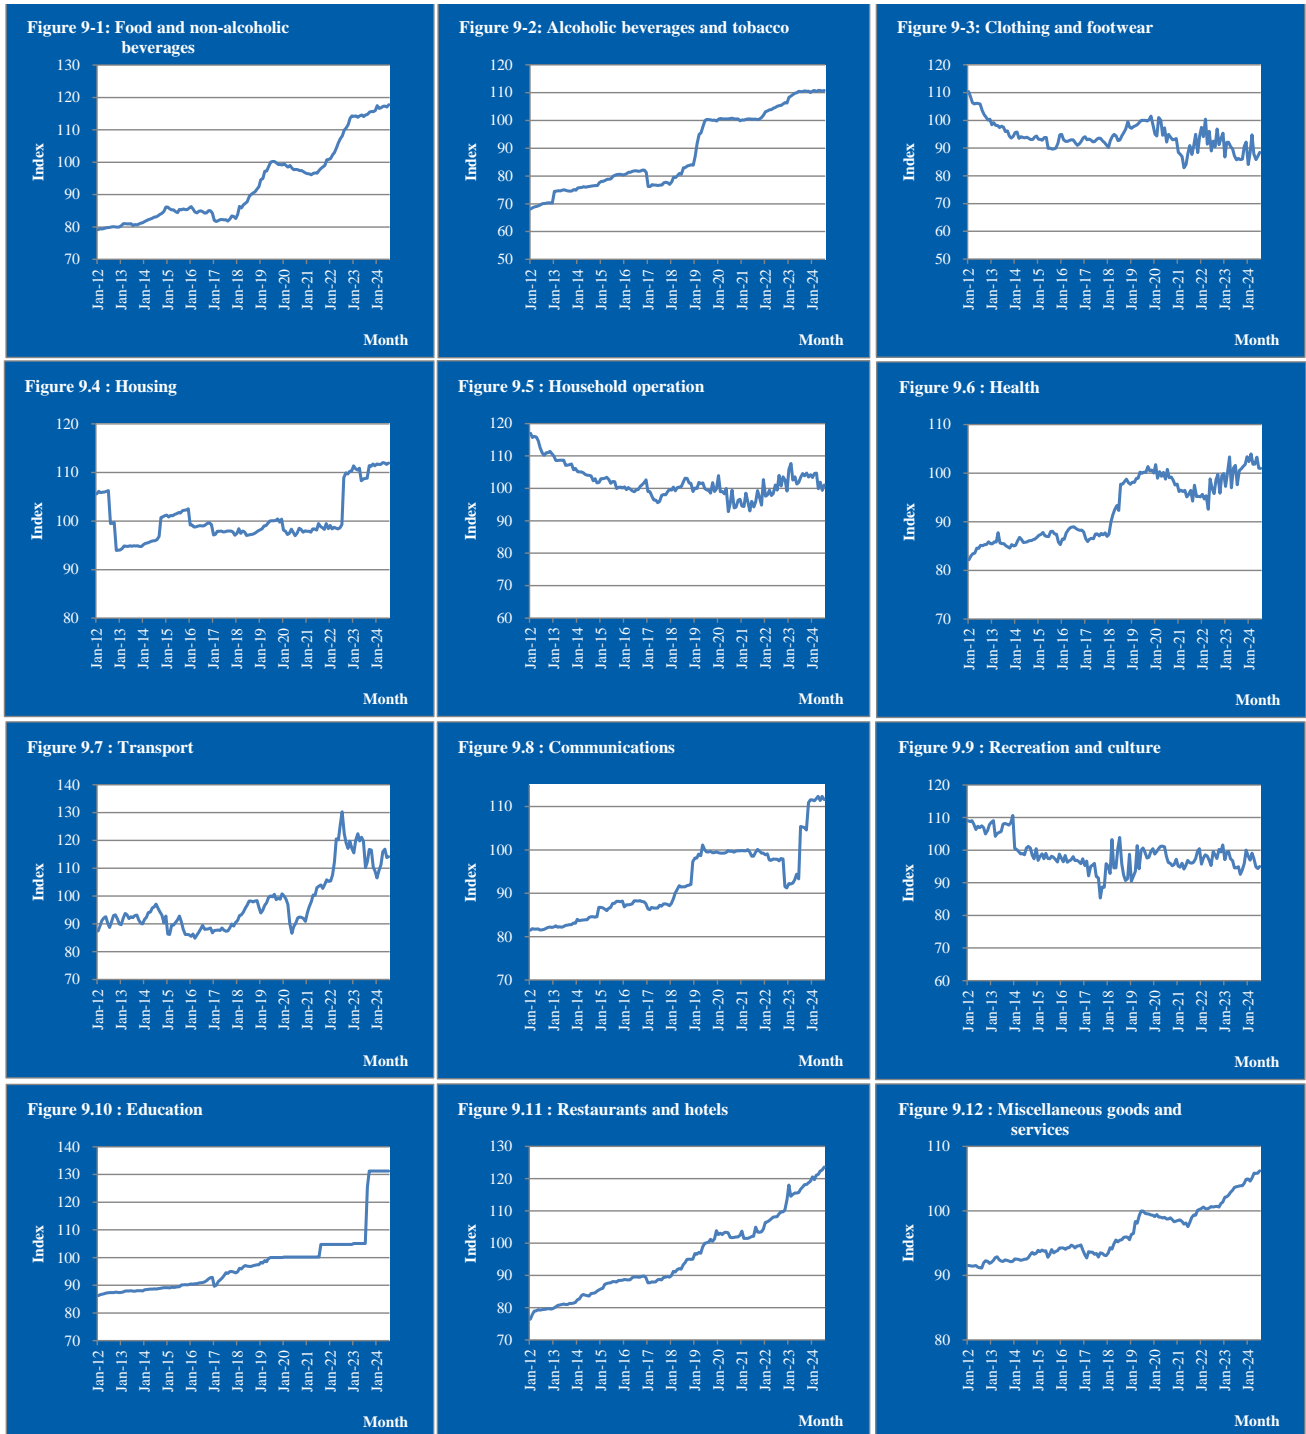 Figure 9-1: Food and non-alcoholic
beverages
130
120
110
100
90
80
70
Index
Jan-12
Jan-13
Jan-14
Jan-15
Jan-16
Jan-17
Jan-18
Jan-19
Jan-20
Jan-21
Jan-22
Jan-23
Jan-24
Month
Figure 9-2: Alcoholic beverages and tobacco
120
110
100
90
80
70
60
50
Index
Jan-12
Jan-13
Jan-14
Jan-15
Jan-16
Jan-17
Jan-18
Jan-19
Jan-20
Jan-21
Jan-22
Jan-23
Jan-24
Month
Figure 9-3: Clothing and footwear
120
110
100
90
80
70
60
50
Index
Jan-12
Jan-13
Jan-14
Jan-15
Jan-16
Jan-17
Jan-18
Jan-19
Jan-20
Jan-21
Jan-22
Jan-23
Jan-24
Month
Figure 9.4 : Housing
120
110
100
90
80
Index
Jan-12
Jan-13
Jan-14
Jan-15
Jan-16
Jan-17
Jan-18
Jan-19
Jan-20
Jan-21
Jan-22
Jan-23
Jan-24
Month
Figure 9.5 : Household operation
120
110
100
90
80
70
60
Index
Jan-12
Jan-13
Jan-14
Jan-15
Jan-16
Jan-17
Jan-18
Jan-19
Jan-20
Jan-21
Jan-22
Jan-23
Jan-24
Month
Figure 9.6 : Health
110
100
90
80
70
Index
Jan-12
Jan-13
Jan-14
Jan-15
Jan-16
Jan-17
Jan-18
Jan-19
Jan-20
Jan-21
Jan-22
Jan-23
Jan-24
Month
Figure 9.7 : Transport
140
130
120
110
100
90
80
70
Index
Jan-12
Jan-13
Jan-14
Jan-15
Jan-16
Jan-17
Jan-18
Jan-19
Jan-20
Jan-21
Jan-22
Jan-23
Jan-24
Month
Figure 9.8 : Communications
110
100
90
80
70
Index
Jan-12
Jan-13
Jan-14
Jan-15
Jan-16
Jan-17
Jan-18
Jan-19
Jan-20
Jan-21
Jan-22
Jan-23
Jan-24
Month
Figure 9.9 : Recreation and culture
120
110
100
90
80
70
60
Index
Jan-12
Jan-13
Jan-14
Jan-15
Jan-16
Jan-17
Jan-18
Jan-19
Jan-20
Jan-21
Jan-22
Jan-23
Jan-24
Month
Figure 9.10 : Education
140
130
120
110
100
90
80
70
Index
Jan-12
Jan-13
Jan-14
Jan-15
Jan-16
Jan-17
Jan-18
Jan-19
Jan-20
Jan-21
Jan-22
Jan-23
Jan-24
Month
Figure 9.11 : Restaurants and hotels
130
120
110
100
90
80
70
Index
Jan-12
Jan-13
Jan-14
Jan-15
Jan-16
Jan-17
Jan-18
Jan-19
Jan-20
Jan-21
Jan-22
Jan-23
Jan-24
Month
Figure 9.12 : Miscellaneous goods and
services
110
100
90
80
Index
Jan-12
Jan-13
Jan-14
Jan-15
Jan-16
Jan-17
Jan-18
Jan-19
Jan-20
Jan-21
Jan-22
Jan-23
Jan-24
Month